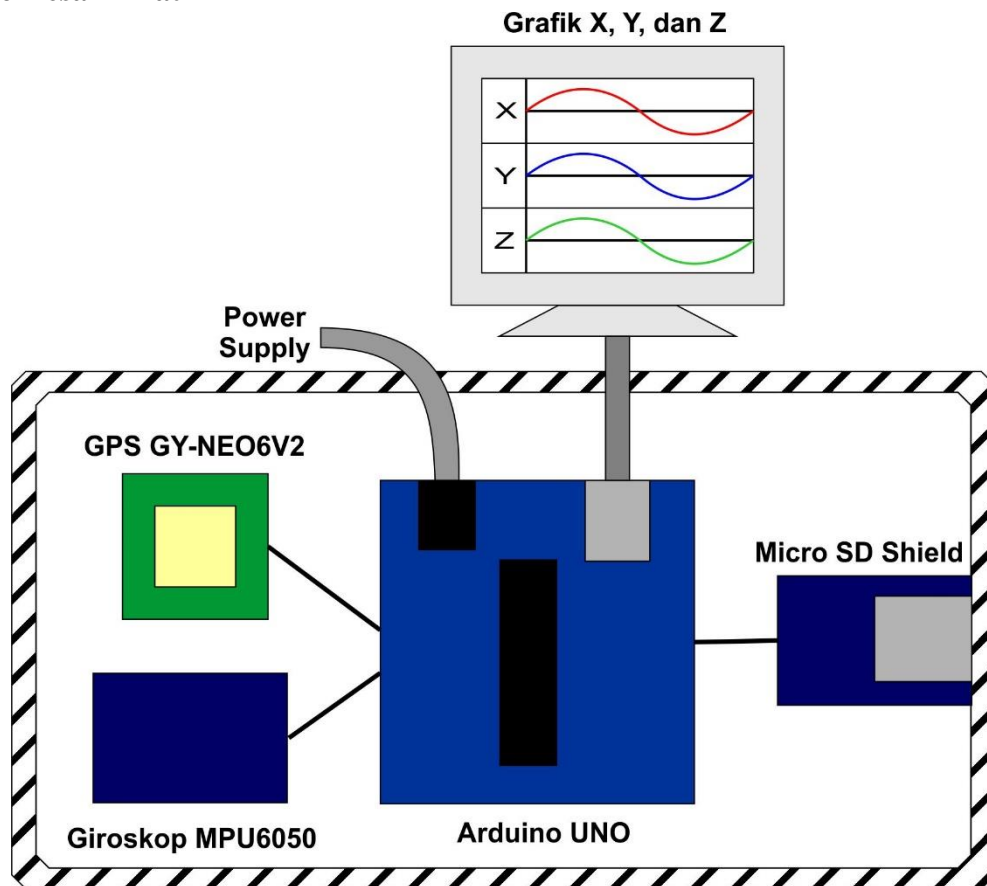 Grafik X, Y, dan Z
X
Y
Z
Power
Supply
GPS GY-NEO6V2
Micro SD Shield
Giroskop MPU6050
Arduino UNO